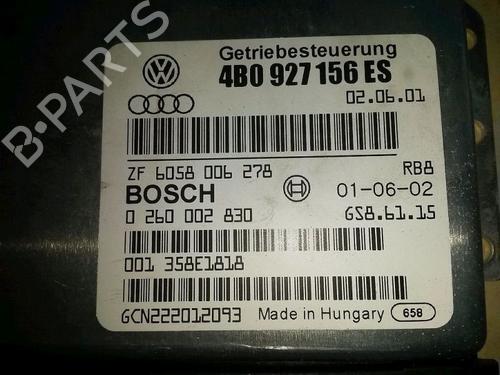 Getriebesteuerung
4B0 927 156 ES
02.06.01
ZF 6058 006 278
RB8
BOSCH
01-06-02
0 260 002 830
GS8.61.15
001 358E1818
GCN222012093
Made in Hungary
658
B-PARTS